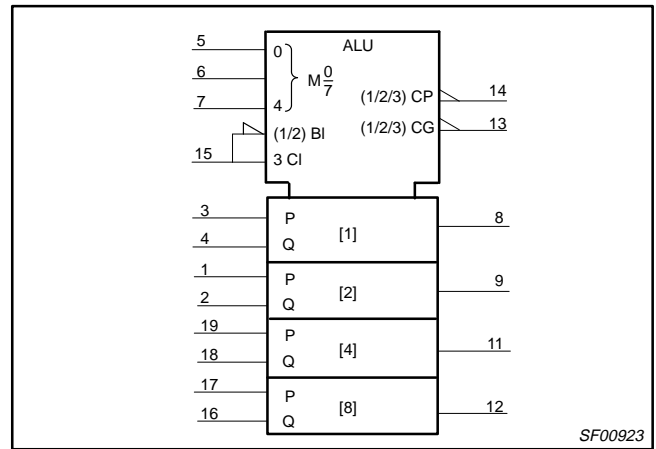 ALU
5 0
6 M 0/7
7 4
(1/2/3) CP 14
(1/2/3) CG 13
(1/2) BI
15 3 CI
3 P [1] 8
4 Q
1 P [2] 9
2 Q
19 P [4] 11
18 Q
17 P [8] 12
16 Q
SF00923